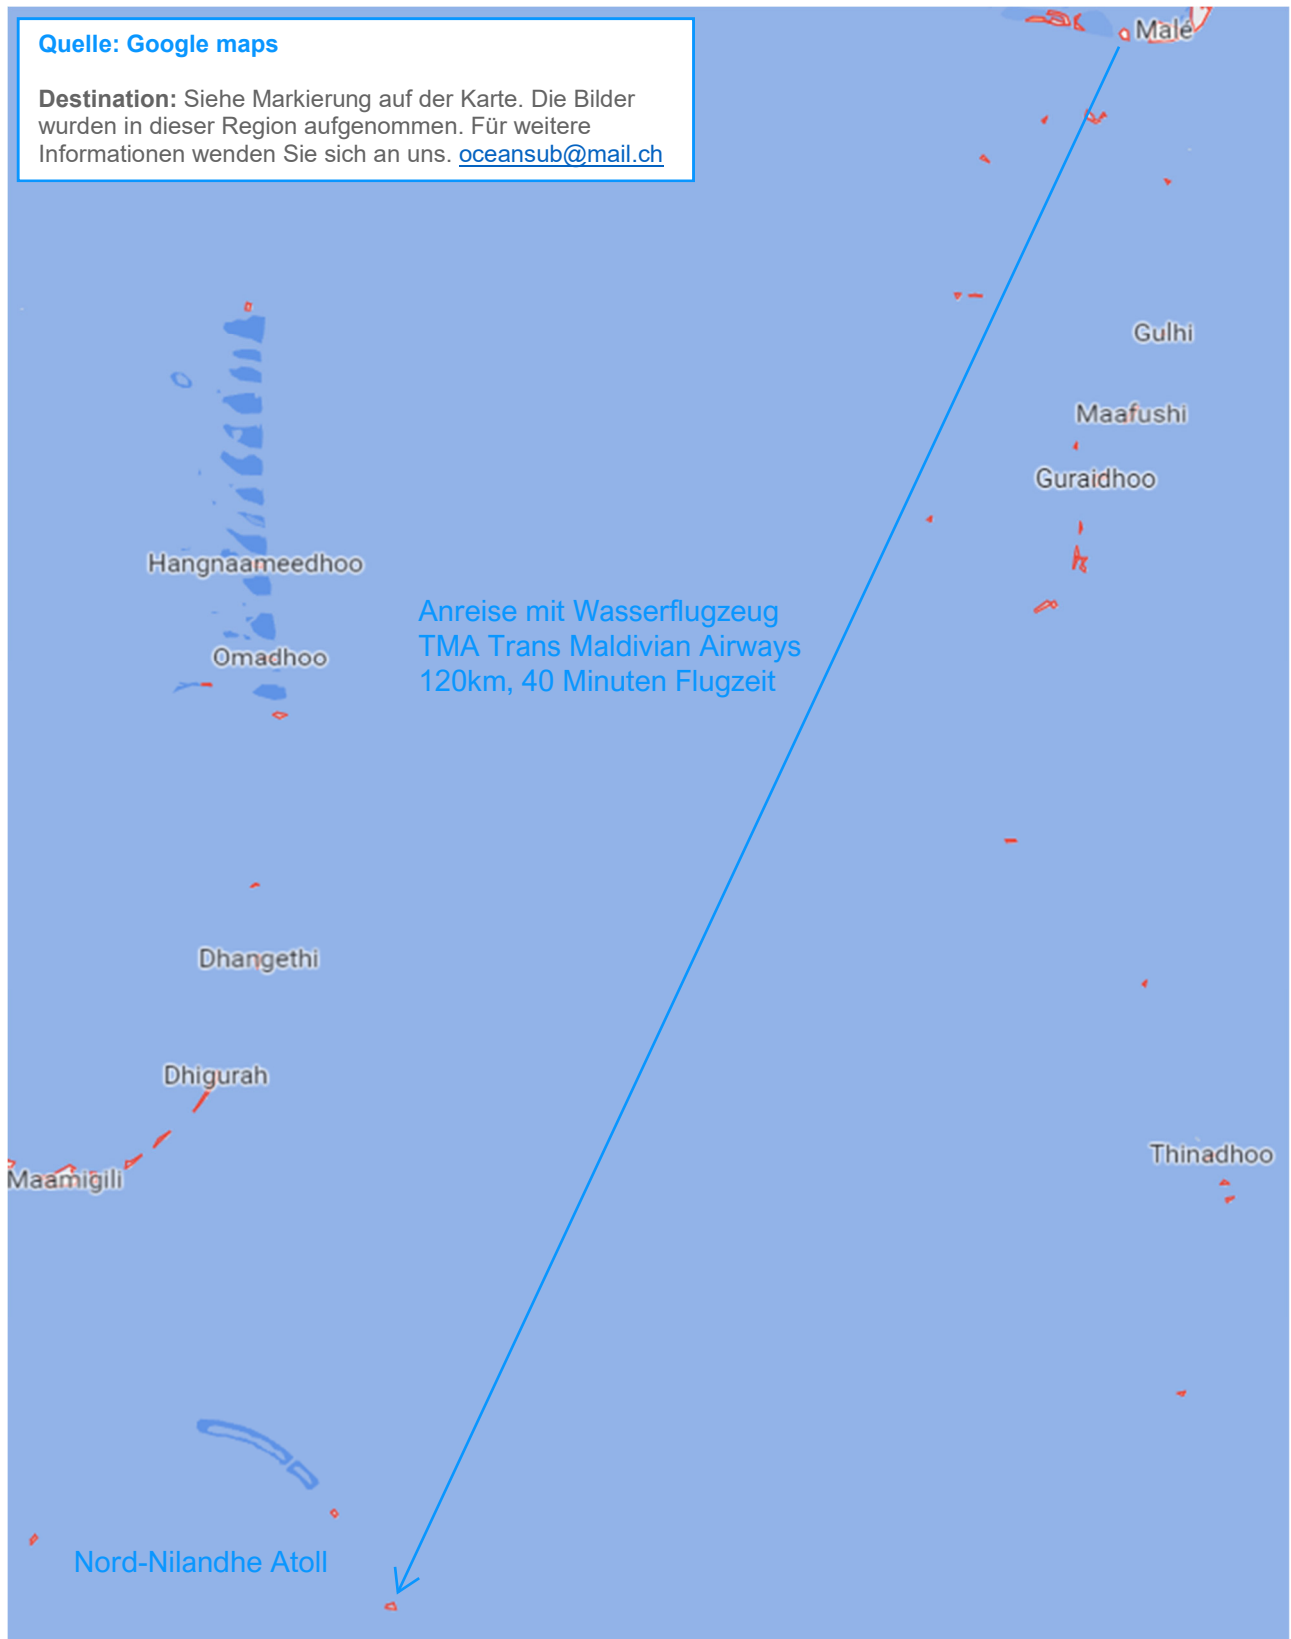 Quelle: Google maps
Destination: Siehe Markierung auf der Karte. Die Bilder
wurden in dieser Region aufgenommen. Für weitere
Informationen wenden Sie sich an uns. oceansub@mail.ch
Malé
Gulhi
Maafushi
Guraidhoo
Hangnaameedhoo
Anreise mit Wasserflugzeug
TMA Trans Maldivian Airways
120km, 40 Minuten Flugzeit
Omadhoo
Dhangethi
Dhigurah
Thinadhoo
Maamigili
Nord-Nilandhe Atoll